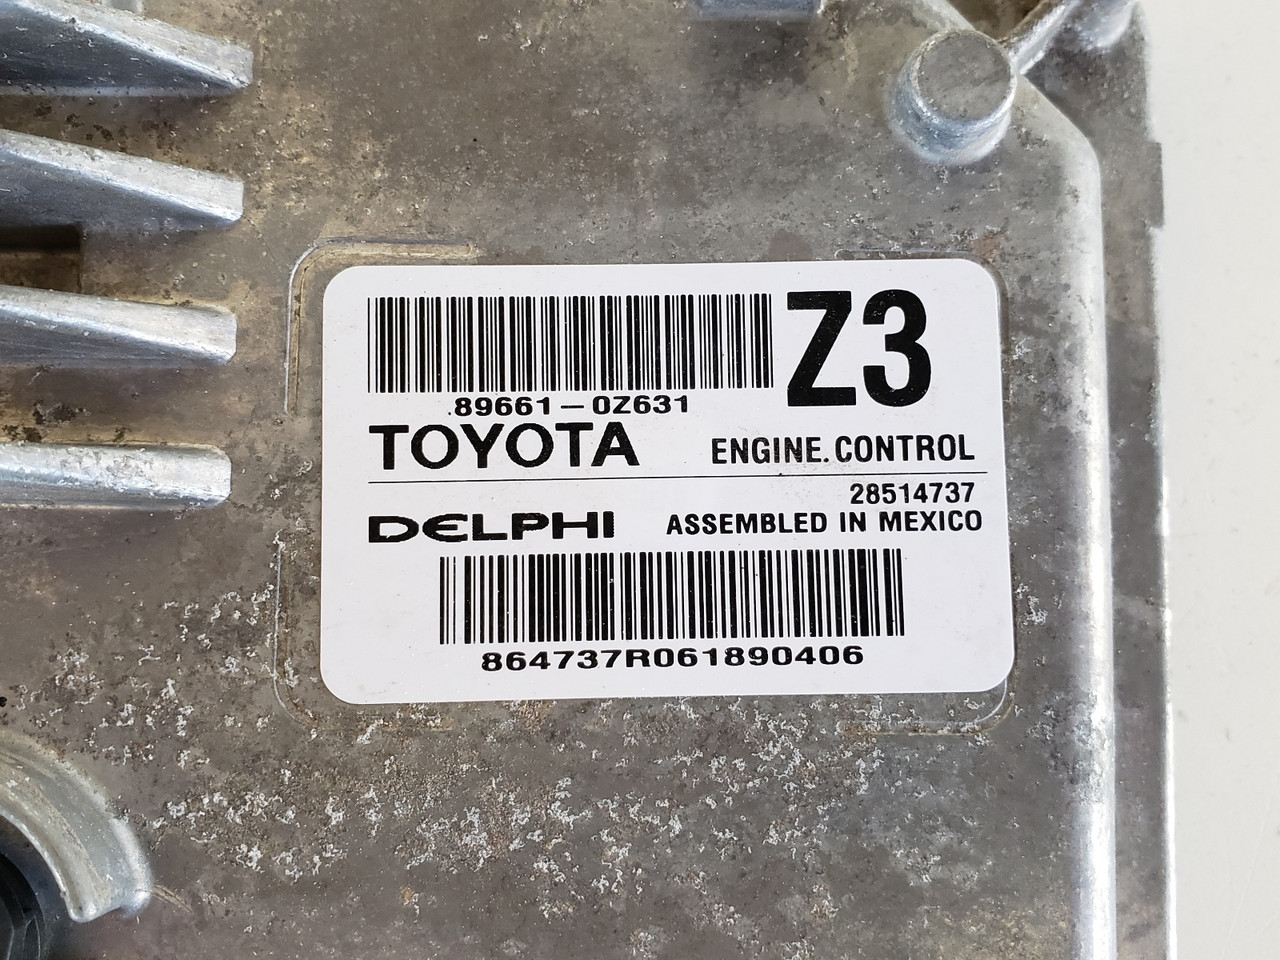 Z3
89661-0Z631
TOYOTA ENGINE.CONTROL
28514737
DELPHI ASSEMBLED IN MEXICO
864737R061890406